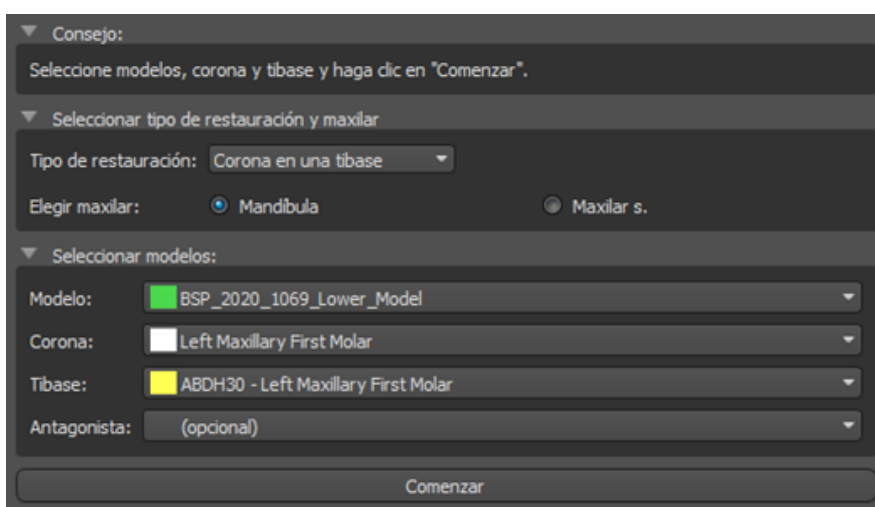 Consejo:
Seleccione modelos, corona y tibase y haga clic en "Comenzar".
Seleccionar tipo de restauración y maxilar
Tipo de restauración: Corona en una tibase
Elegir maxilar: Mandíbula Maxilar s.
Seleccionar modelos:
Modelo: BSP_2020_1069_Lower_Model
Corona: Left Maxillary First Molar
Tibase: ABDH30 - Left Maxillary First Molar
Antagonista: (opcional)
Comenzar